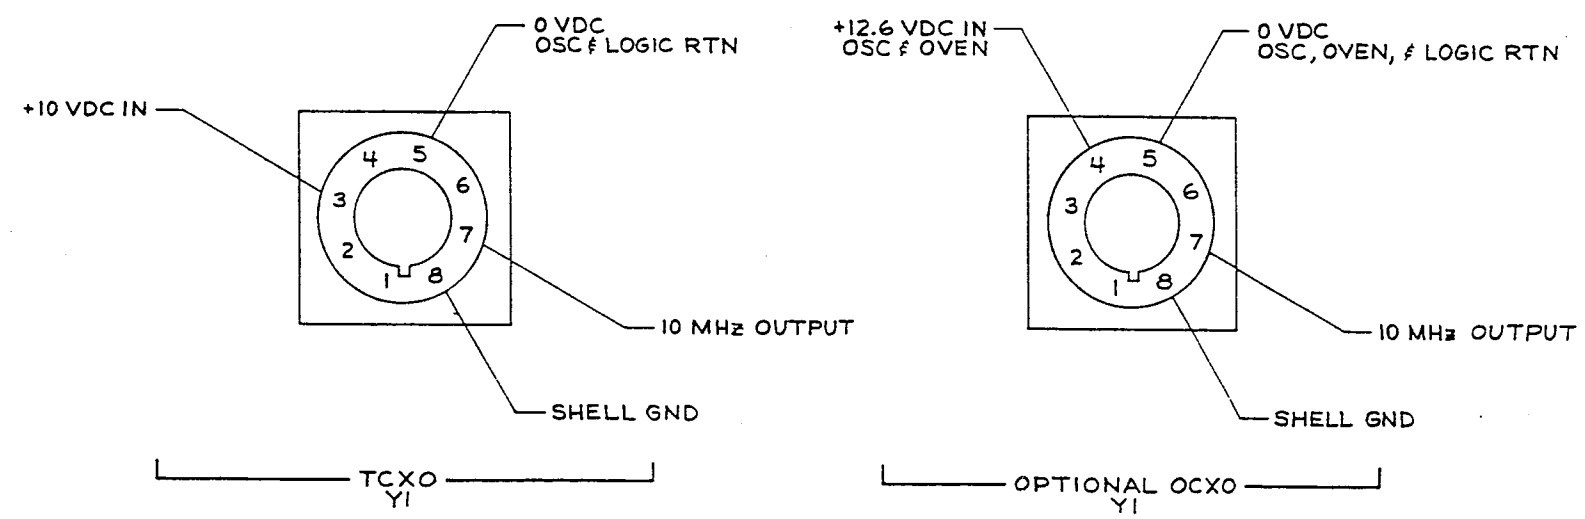 0 VDC
OSC & LOGIC RTN
+10 VDC IN
4 5
3 6
2 7
1 8
10 MHz OUTPUT
SHELL GND
TCXO
Y1
+12.6 VDC IN
OSC & OVEN
0 VDC
OSC, OVEN, & LOGIC RTN
4 5
3 6
2 7
1 8
10 MHz OUTPUT
SHELL GND
OPTIONAL OCXO
Y1